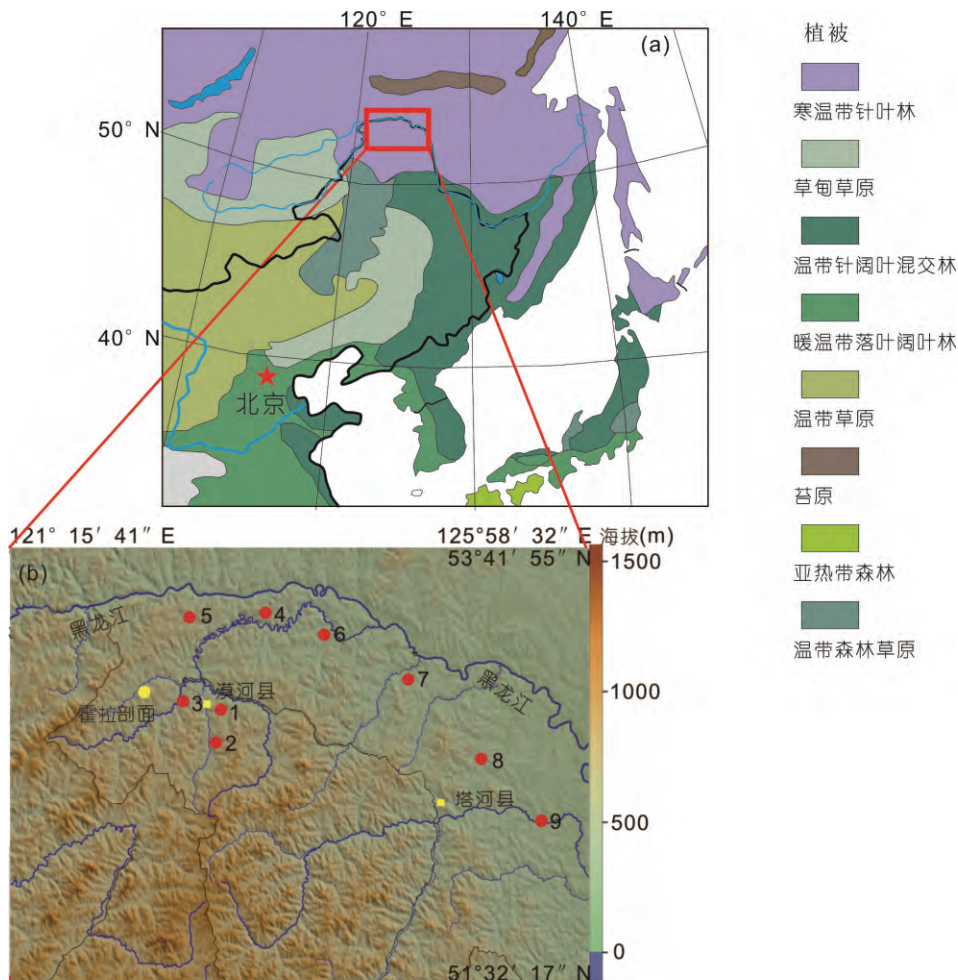 120° E
140° E
(a)
50° N
40° N
北京
植被
寒温带针叶林
草甸草原
温带针阔叶混交林
暖温带落叶阔叶林
温带草原
苔原
亚热带森林
温带森林草原
121° 15′ 41″ E
125°58′ 32″ E
海拔(m)
53°41′ 55″ N
(b)
1500
1000
500
0
黑龙江
5
4
6
7
黑龙江
漠河县
3
1
霍拉剖面
2
8
塔河县
9
51°32′ 17″ N